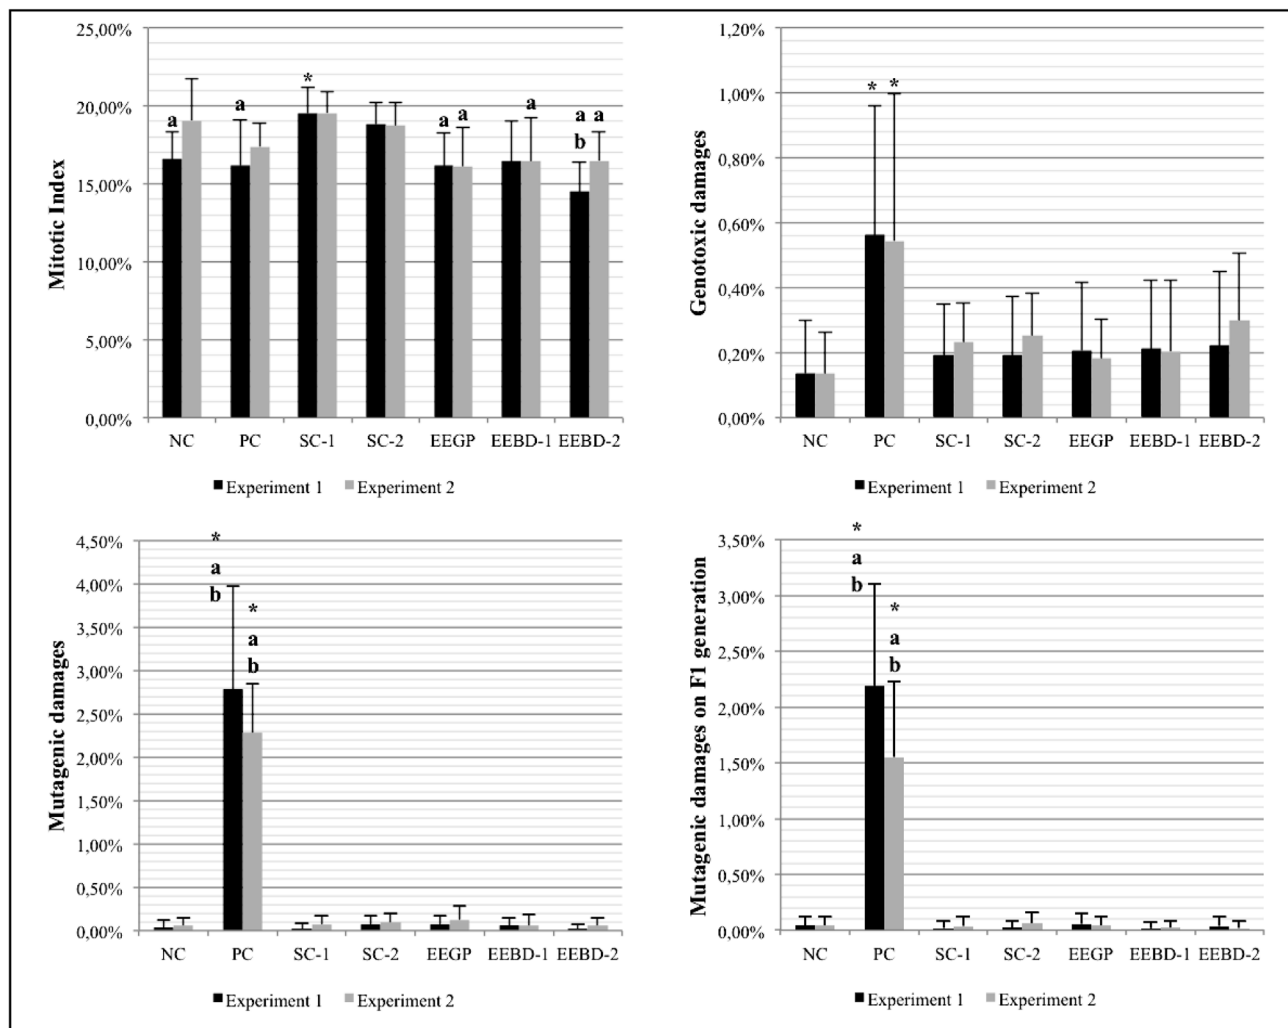 Mitotic Index
25,00%
20,00%
15,00%
10,00%
5,00%
0,00%
a
a
*
a a
a
a a
b
NC PC SC-1 SC-2 EEGP EEBD-1 EEBD-2
Experiment 1 Experiment 2
Genotoxic damages
1,20%
1,00%
0,80%
0,60%
0,40%
0,20%
0,00%
* *
NC PC SC-1 SC-2 EEGP EEBD-1 EEBD-2
Experiment 1 Experiment 2
Mutagenic damages
4,50%
4,00%
3,50%
3,00%
2,50%
2,00%
1,50%
1,00%
0,50%
0,00%
*
a
b
*
a
b
NC PC SC-1 SC-2 EEGP EEBD-1 EEBD-2
Experiment 1 Experiment 2
Mutagenic damages on F1 generation
3,50%
3,00%
2,50%
2,00%
1,50%
1,00%
0,50%
0,00%
*
a
b
*
a
b
NC PC SC-1 SC-2 EEGP EEBD-1 EEBD-2
Experiment 1 Experiment 2